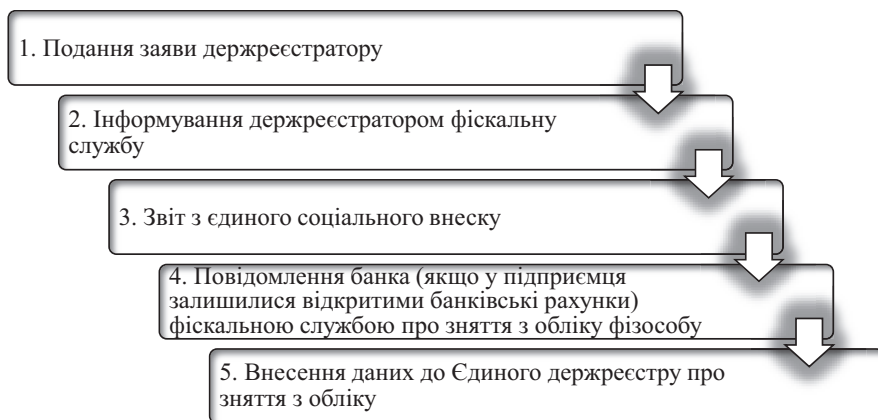 1. Подання заяви держреєстратору
2. Інформування держреєстратором фіскальну
службу
3. Звіт з єдиного соціального внеску
4. Повідомлення банка (якщо у підприємця
залишилися відкритими банківські рахунки)
фіскальною службою про зняття з обліку фізособу
5. Внесення даних до Єдиного держреєстру про
зняття з обліку